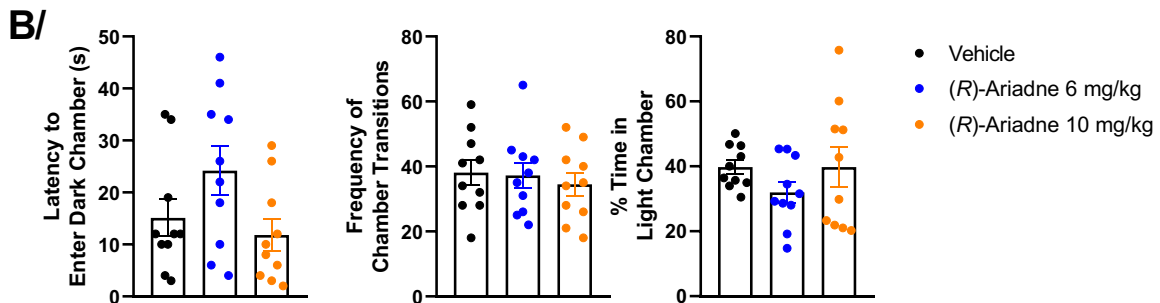 B/
Latency to
Enter Dark Chamber (s)
50
40
30
20
10
0
Frequency of
Chamber Transitions
80
60
40
20
0
% Time in
Light Chamber
80
60
40
20
0
Vehicle
(R)-Ariadne 6 mg/kg
(R)-Ariadne 10 mg/kg